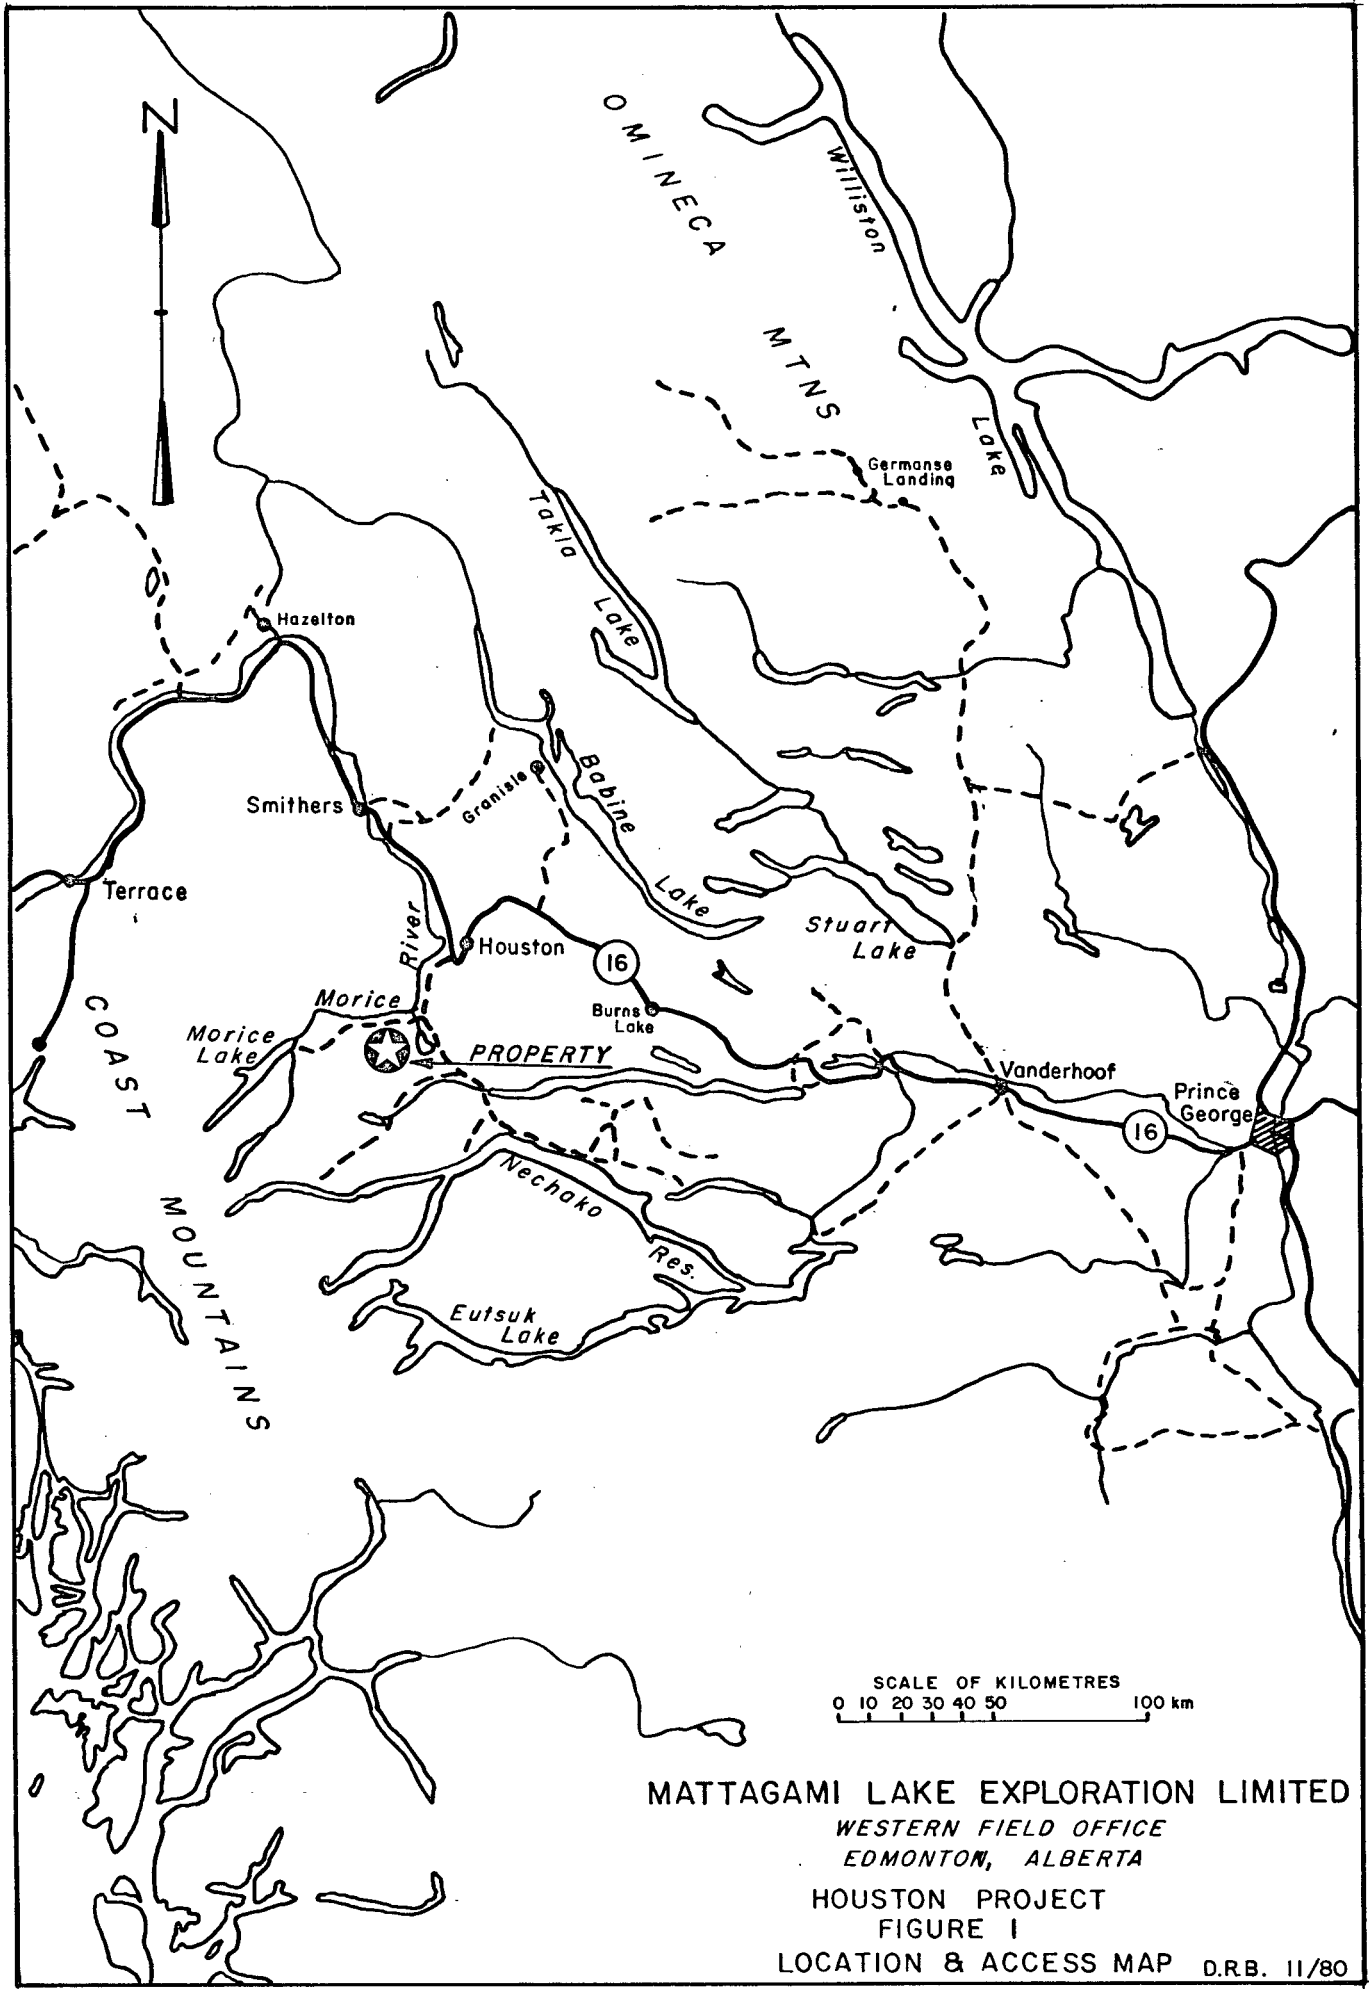 N
OMINECA
MTNS
Williston
Lake
Germanse
Landing
Takla
Lake
Hazelton
Smithers
Granisle
Babine
Lake
Terrace
Stuart
Lake
River
Houston
16
Morice
Burns
Lake
Morice
Lake
PROPERTY
Vanderhoof
Prince
George
16
COAST
MOUNTAINS
Nechako
Res.
Eutsuk
Lake
SCALE OF KILOMETRES
0 10 20 30 40 50 100 km
MATTAGAMI LAKE EXPLORATION LIMITED
WESTERN FIELD OFFICE
EDMONTON, ALBERTA
HOUSTON PROJECT
FIGURE 1
LOCATION & ACCESS MAP
D.R.B. 11/80